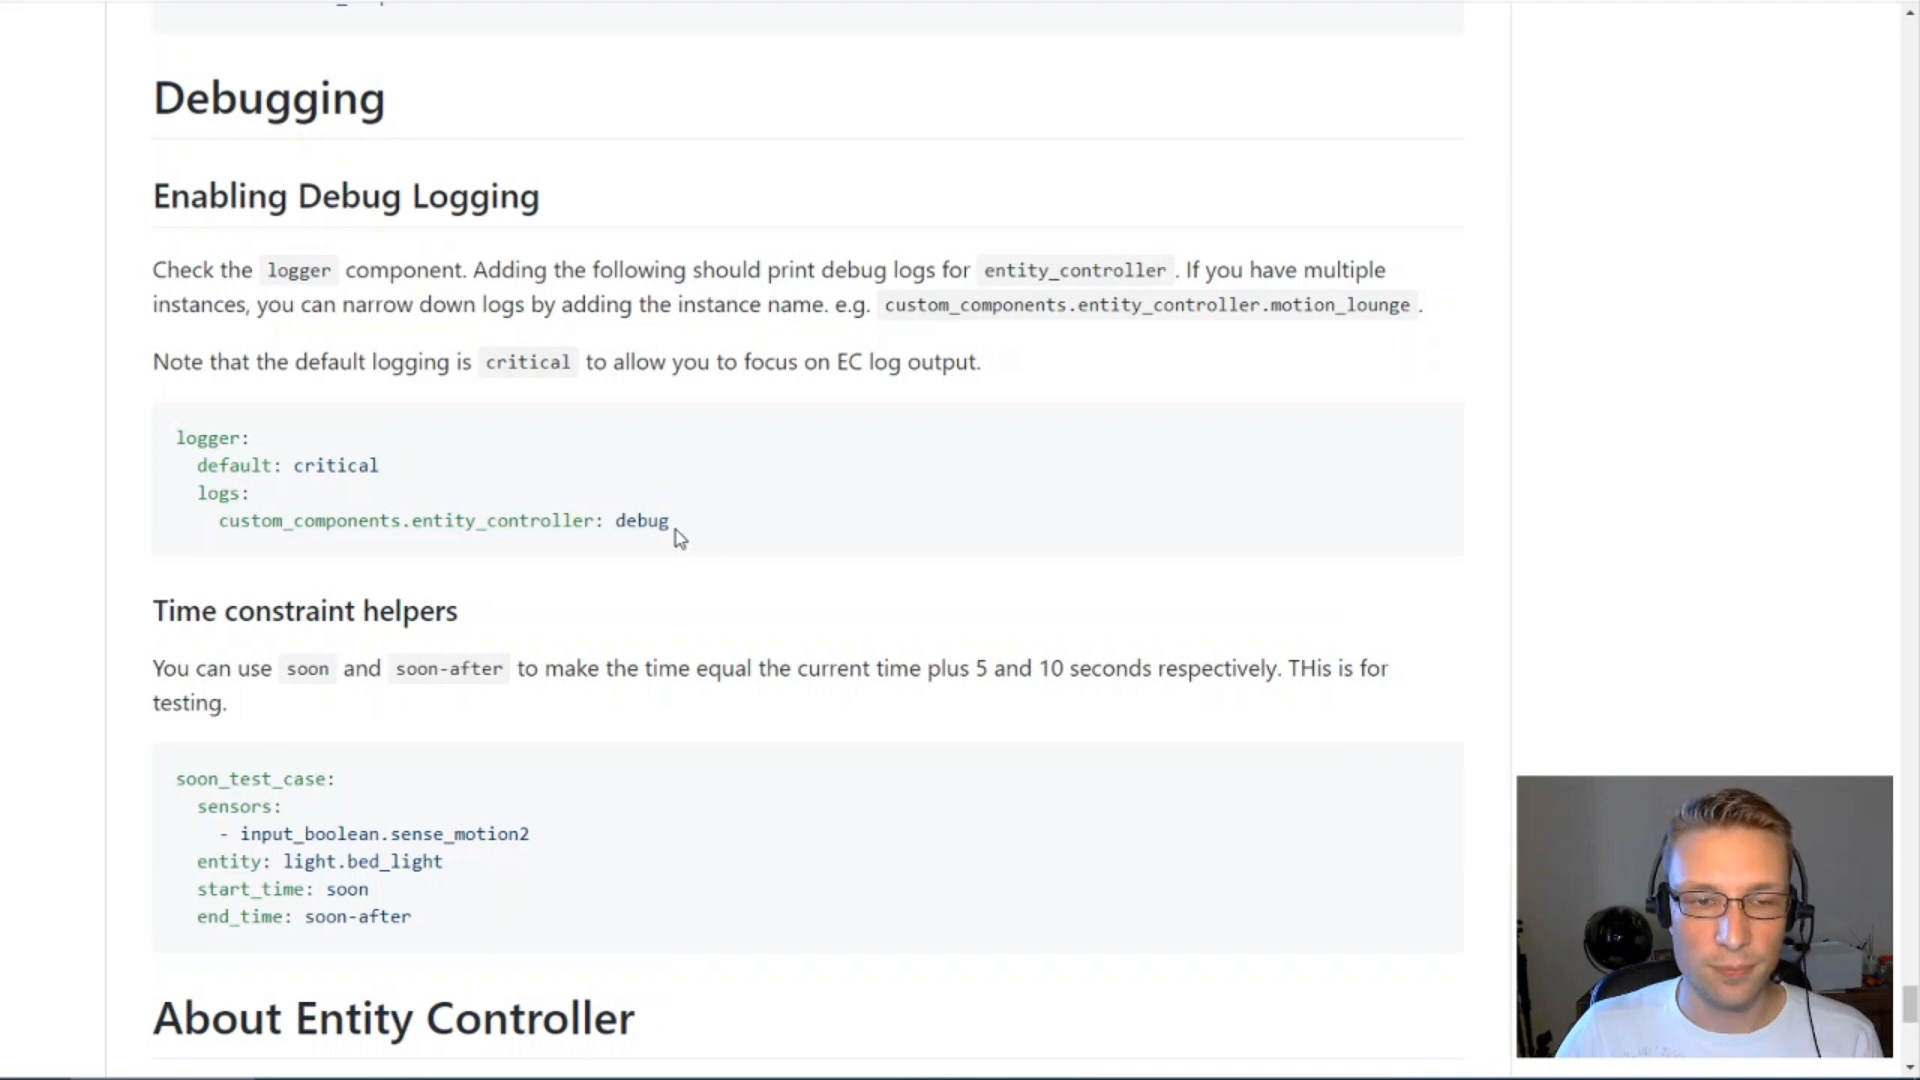 Debugging
Enabling Debug Logging
Check the logger component. Adding the following should print debug logs for entity_controller . If you have multiple
instances, you can narrow down logs by adding the instance name. e.g. custom_components.entity_controller.motion_lounge .
Note that the default logging is critical to allow you to focus on EC log output.
logger:
  default: critical
  logs:
    custom_components.entity_controller: debug
Time constraint helpers
You can use soon and soon-after to make the time equal the current time plus 5 and 10 seconds respectively. THis is for
testing.
soon_test_case:
  sensors:
    - input_boolean.sense_motion2
  entity: light.bed_light
  start_time: soon
  end_time: soon-after
About Entity Controller